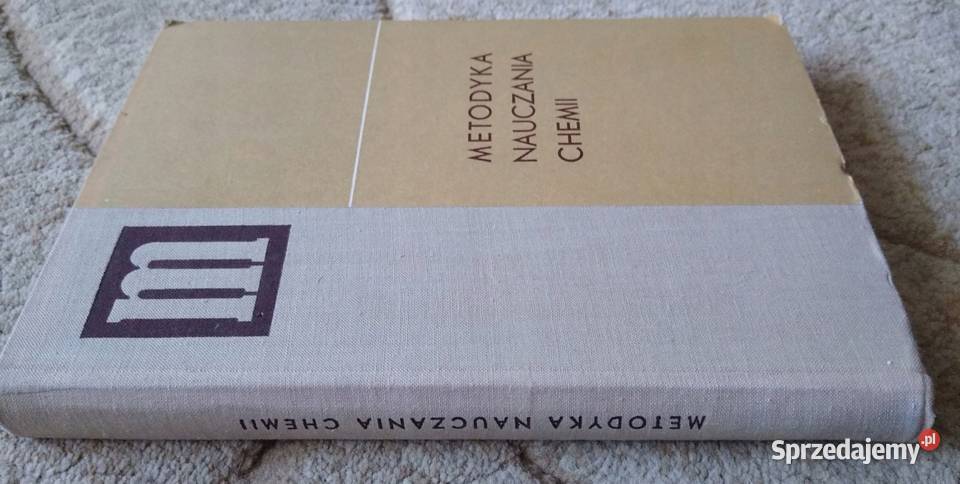 METODYKA
NAUCZANIA
CHEMII
m
METODYKA NAUCZANIA CHEMII
Sprzedajemy.pl